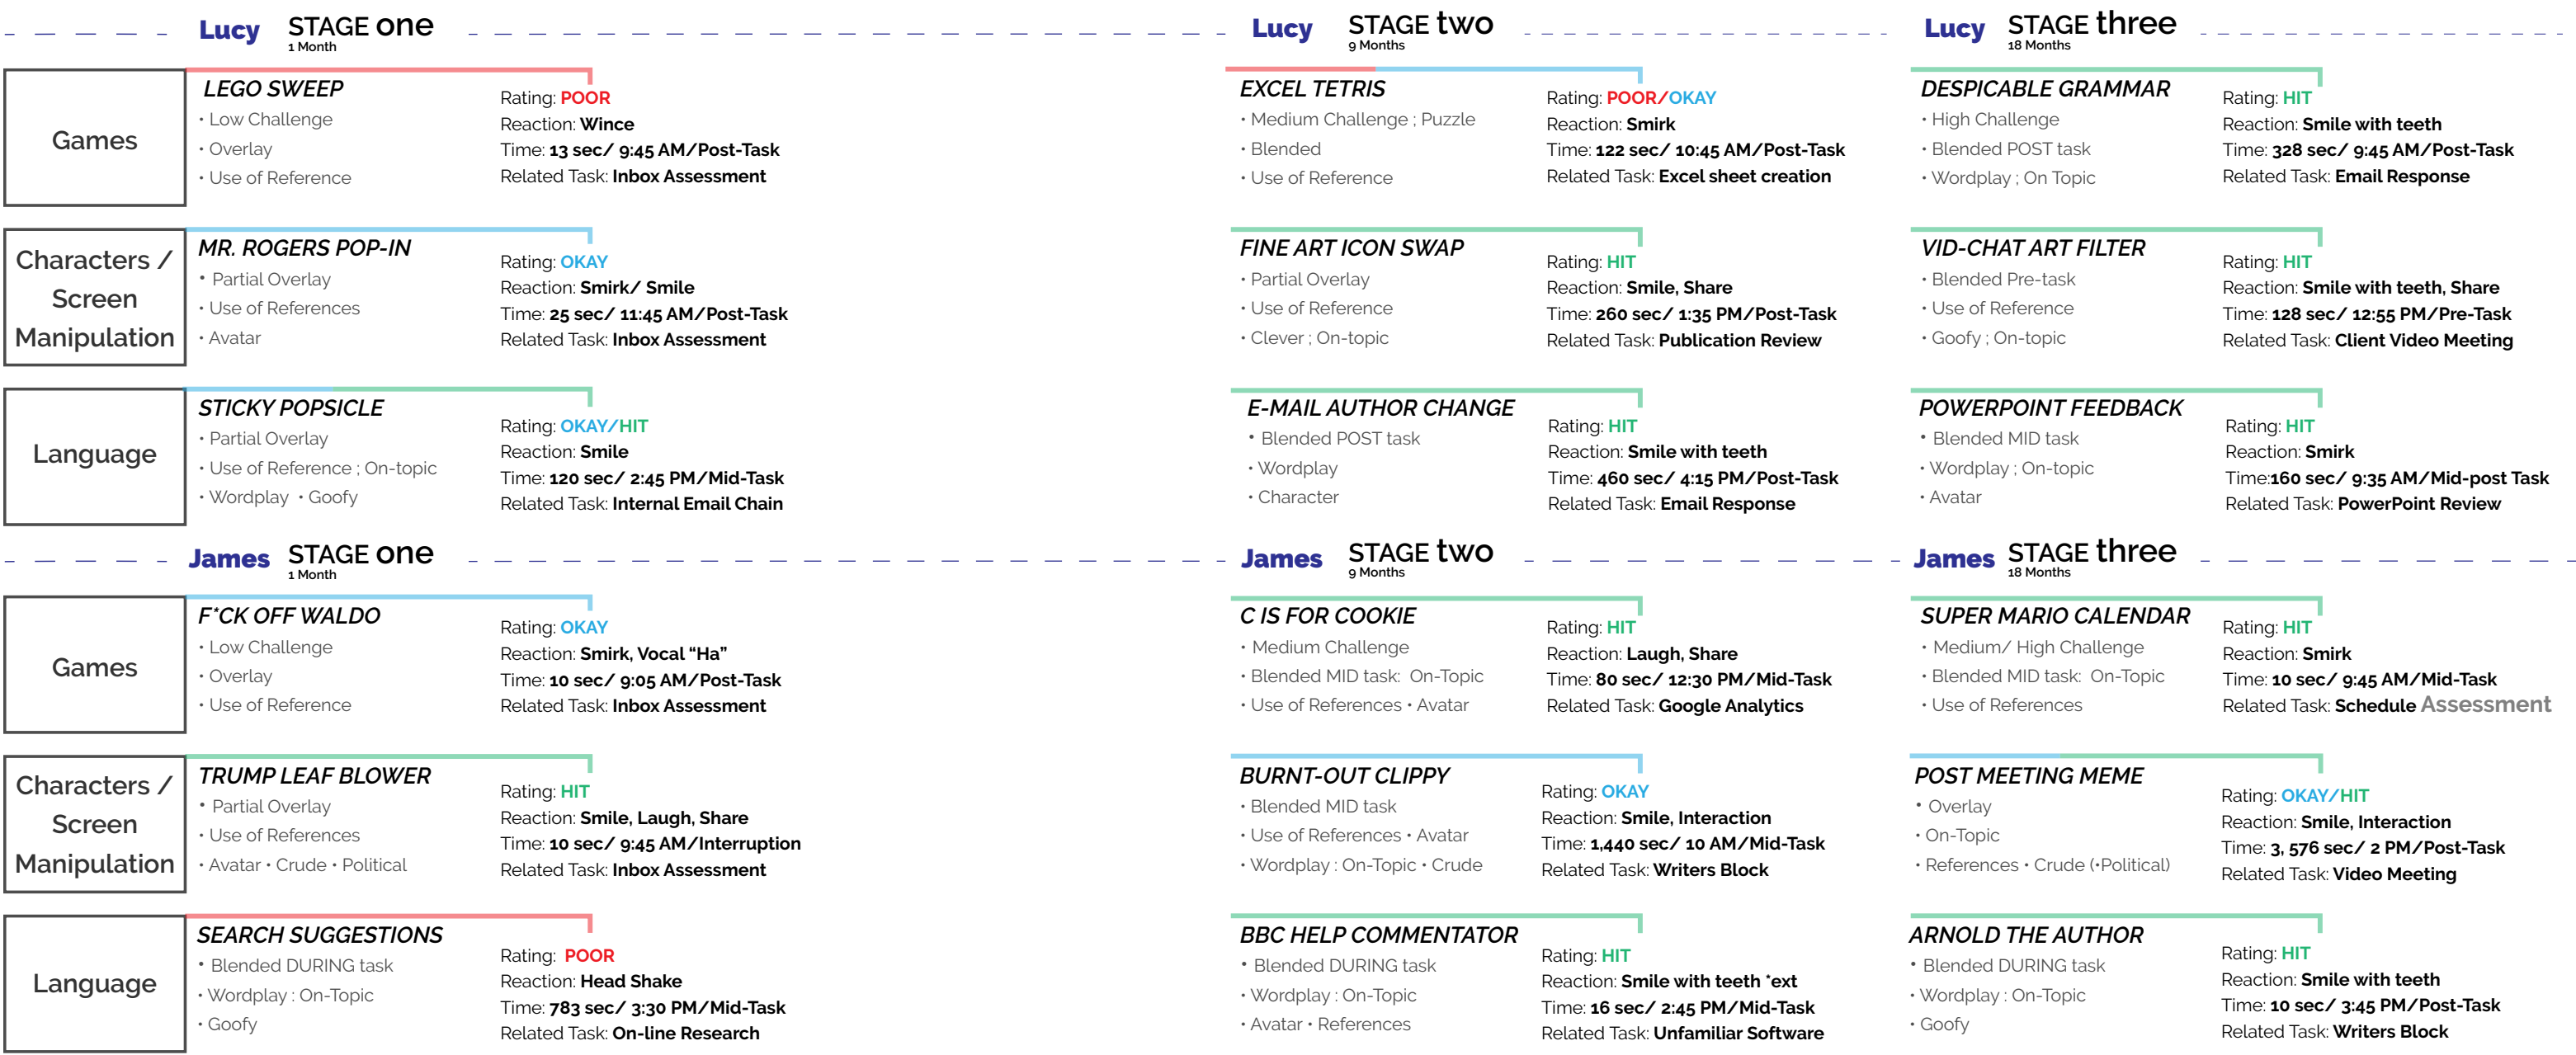 Lucy STAGE one
1 Month
Games
LEGO SWEEP
• Low Challenge
• Overlay
• Use of Reference
Rating: POOR
Reaction: Wince
Time: 13 sec/ 9:45 AM/Post-Task
Related Task: Inbox Assessment
Characters /
Screen
Manipulation
MR. ROGERS POP-IN
• Partial Overlay
• Use of References
• Avatar
Rating: OKAY
Reaction: Smirk/ Smile
Time: 25 sec/ 11:45 AM/Post-Task
Related Task: Inbox Assessment
Language
STICKY POPSICLE
• Partial Overlay
• Use of Reference ; On-topic
• Wordplay • Goofy
Rating: OKAY/HIT
Reaction: Smile
Time: 120 sec/ 2:45 PM/Mid-Task
Related Task: Internal Email Chain
Lucy STAGE two
9 Months
EXCEL TETRIS
• Medium Challenge ; Puzzle
• Blended
• Use of Reference
Rating: POOR/OKAY
Reaction: Smirk
Time: 122 sec/ 10:45 AM/Post-Task
Related Task: Excel sheet creation
FINE ART ICON SWAP
• Partial Overlay
• Use of Reference
• Clever ; On-topic
Rating: HIT
Reaction: Smile, Share
Time: 260 sec/ 1:35 PM/Post-Task
Related Task: Publication Review
E-MAIL AUTHOR CHANGE
• Blended POST task
• Wordplay
• Character
Rating: HIT
Reaction: Smile with teeth
Time: 460 sec/ 4:15 PM/Post-Task
Related Task: Email Response
Lucy STAGE three
18 Months
DESPICABLE GRAMMAR
• High Challenge
• Blended POST task
• Wordplay ; On Topic
Rating: HIT
Reaction: Smile with teeth
Time: 328 sec/ 9:45 AM/Post-Task
Related Task: Email Response
VID-CHAT ART FILTER
• Blended Pre-task
• Use of Reference
• Goofy ; On-topic
Rating: HIT
Reaction: Smile with teeth, Share
Time: 128 sec/ 12:55 PM/Pre-Task
Related Task: Client Video Meeting
POWERPOINT FEEDBACK
• Blended MID task
• Wordplay ; On-topic
• Avatar
Rating: HIT
Reaction: Smirk
Time:160 sec/ 9:35 AM/Mid-post Task
Related Task: PowerPoint Review
James STAGE one
1 Month
Games
F*CK OFF WALDO
• Low Challenge
• Overlay
• Use of Reference
Rating: OKAY
Reaction: Smirk, Vocal “Ha”
Time: 10 sec/ 9:05 AM/Post-Task
Related Task: Inbox Assessment
Characters /
Screen
Manipulation
TRUMP LEAF BLOWER
• Partial Overlay
• Use of References
• Avatar • Crude • Political
Rating: HIT
Reaction: Smile, Laugh, Share
Time: 10 sec/ 9:45 AM/Interruption
Related Task: Inbox Assessment
Language
SEARCH SUGGESTIONS
• Blended DURING task
• Wordplay : On-Topic
• Goofy
Rating: POOR
Reaction: Head Shake
Time: 783 sec/ 3:30 PM/Mid-Task
Related Task: On-line Research
James STAGE two
9 Months
C IS FOR COOKIE
• Medium Challenge
• Blended MID task: On-Topic
• Use of References • Avatar
Rating: HIT
Reaction: Laugh, Share
Time: 80 sec/ 12:30 PM/Mid-Task
Related Task: Google Analytics
BURNT-OUT CLIPPY
• Blended MID task
• Use of References • Avatar
• Wordplay : On-Topic • Crude
Rating: OKAY
Reaction: Smile, Interaction
Time: 1,440 sec/ 10 AM/Mid-Task
Related Task: Writers Block
BBC HELP COMMENTATOR
• Blended DURING task
• Wordplay : On-Topic
• Avatar • References
Rating: HIT
Reaction: Smile with teeth *ext
Time: 16 sec/ 2:45 PM/Mid-Task
Related Task: Unfamiliar Software
James STAGE three
18 Months
SUPER MARIO CALENDAR
• Medium/ High Challenge
• Blended MID task: On-Topic
• Use of References
Rating: HIT
Reaction: Smirk
Time: 10 sec/ 9:45 AM/Mid-Task
Related Task: Schedule Assessment
POST MEETING MEME
• Overlay
• On-Topic
• References • Crude (•Political)
Rating: OKAY/HIT
Reaction: Smile, Interaction
Time: 3, 576 sec/ 2 PM/Post-Task
Related Task: Video Meeting
ARNOLD THE AUTHOR
• Blended DURING task
• Wordplay : On-Topic
• Goofy
Rating: HIT
Reaction: Smile with teeth
Time: 10 sec/ 3:45 PM/Post-Task
Related Task: Writers Block